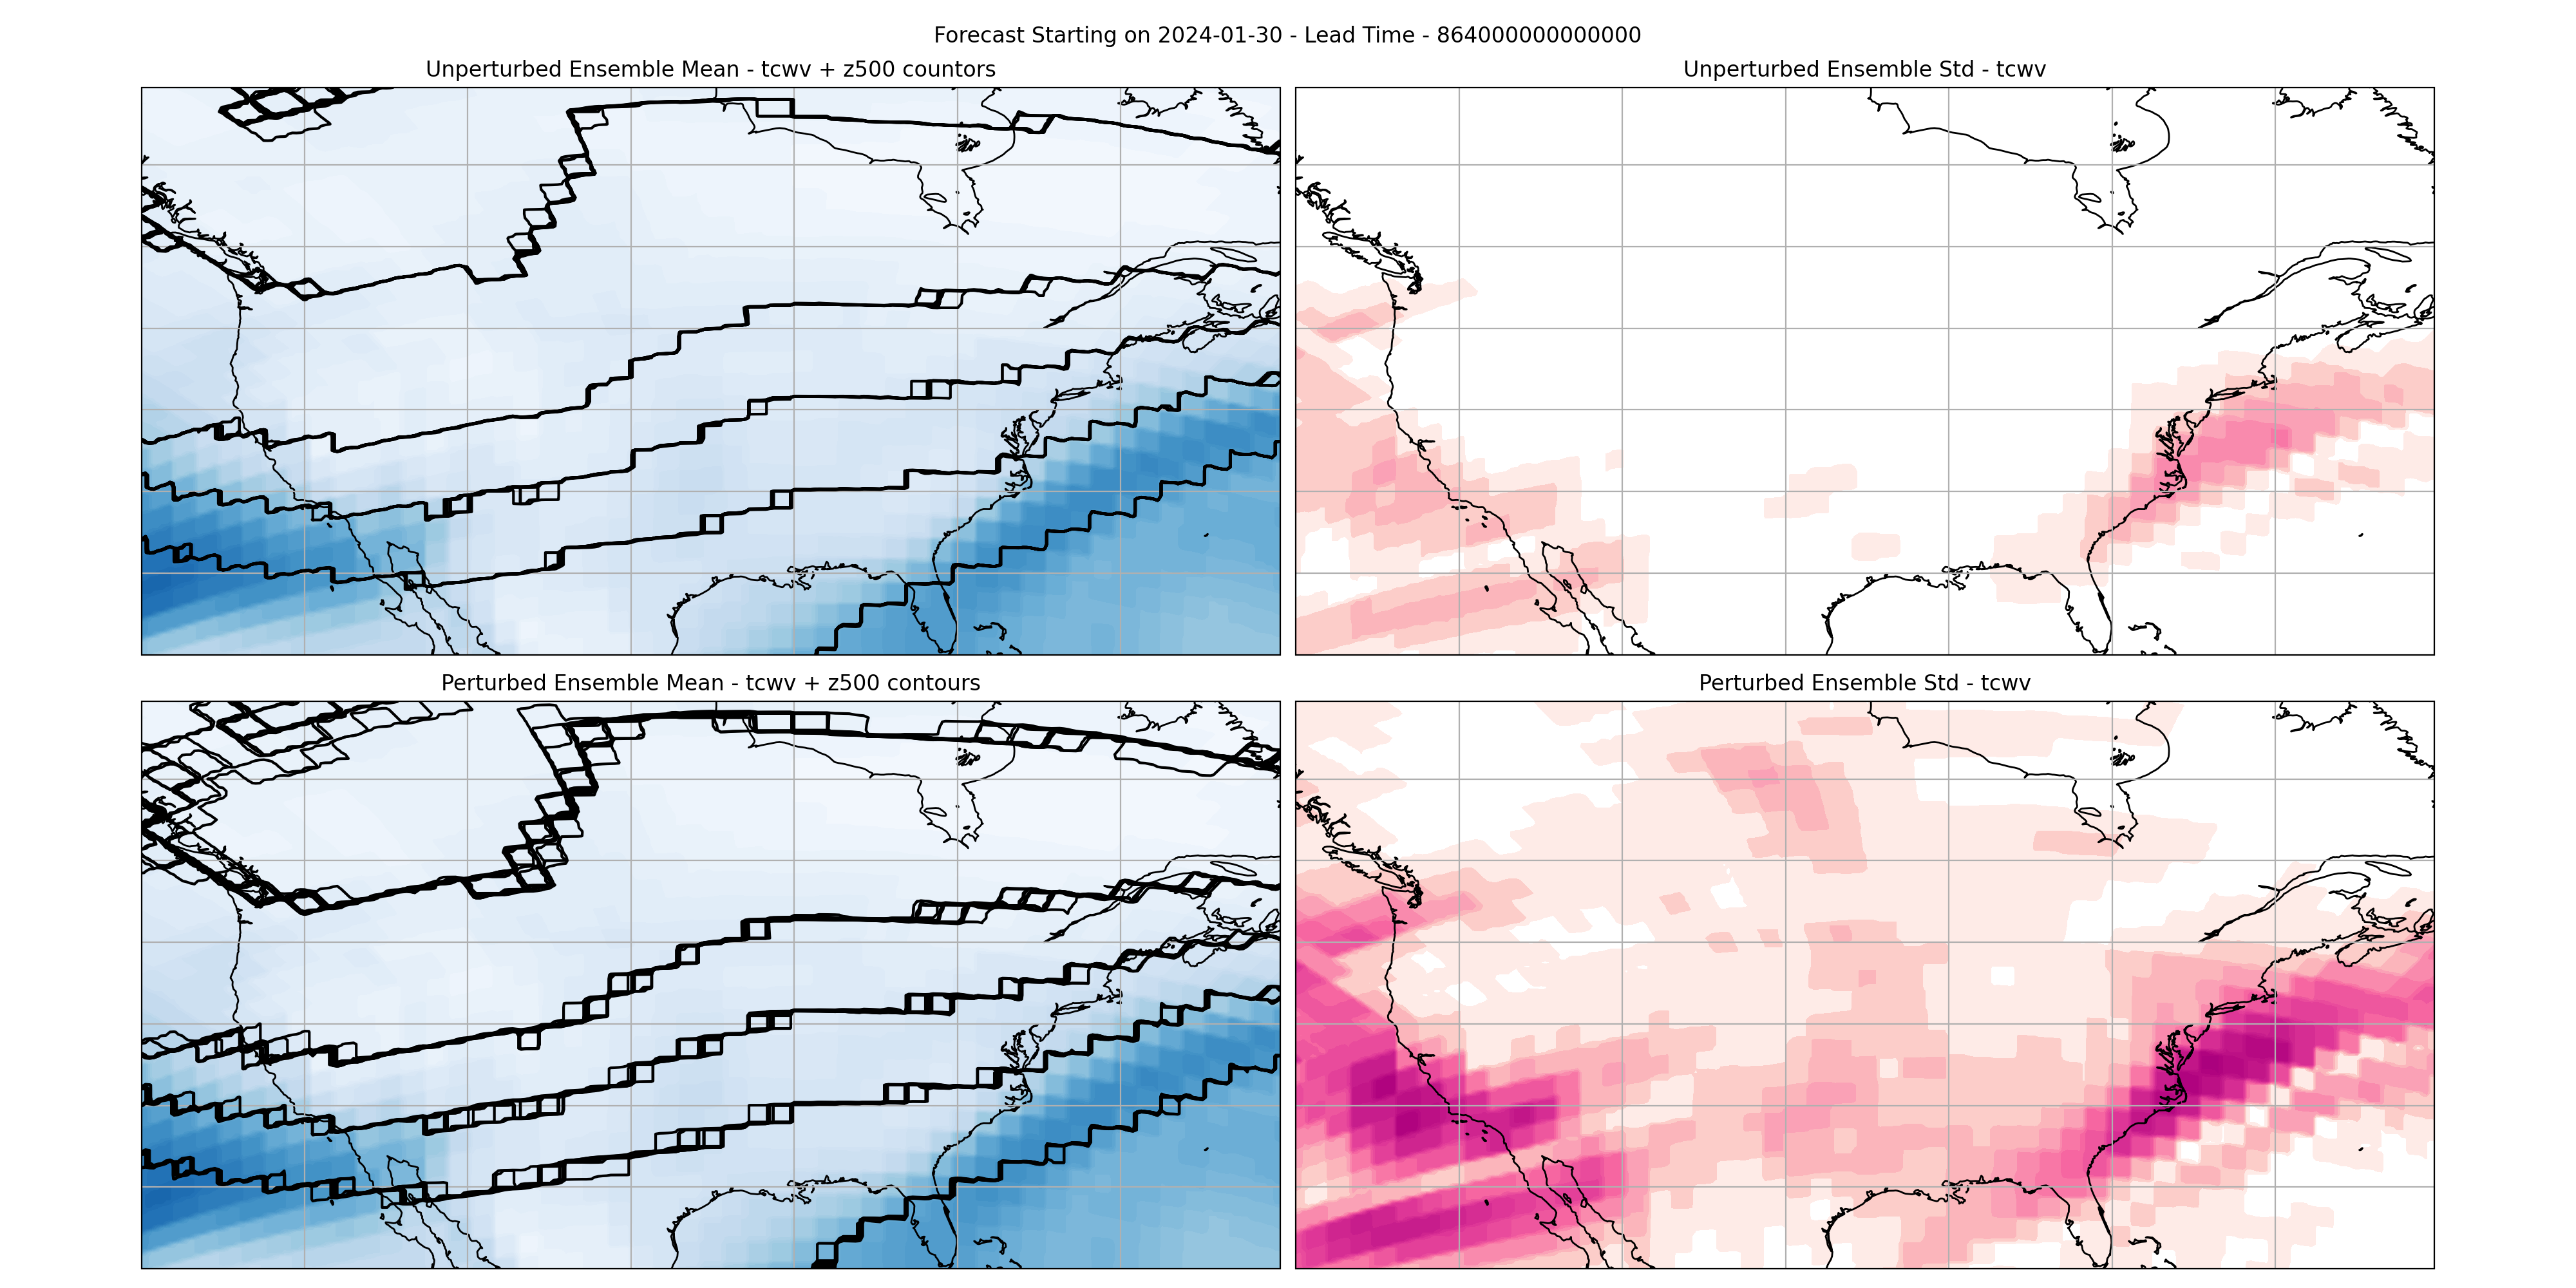 Forecast Starting on 2024-01-30 - Lead Time - 864000000000000
Unperturbed Ensemble Mean - tcwv + z500 countors
Unperturbed Ensemble Std - tcwv
Perturbed Ensemble Mean - tcwv + z500 contours
Perturbed Ensemble Std - tcwv